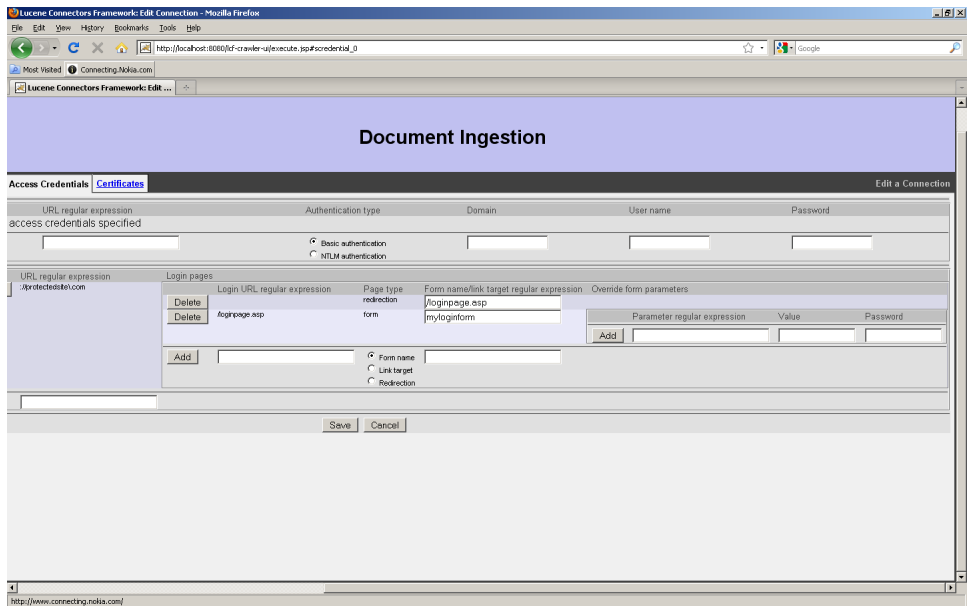 Lucene Connectors Framework: Edit Connection - Mozilla Firefox
File Edit View History Bookmarks Tools Help
http://localhost:8080/lcf-crawler-ui/execute.jsp#scredential_0
Google
Most Visited Connecting.Nokia.com
Lucene Connectors Framework: Edit ...
Document Ingestion
Access Credentials Certificates Edit a Connection
URL regular expression Authentication type Domain User name Password
access credentials specified
Basic authentication
NTLM authentication
URL regular expression Login pages
://protectedsite\.com
Login URL regular expression Page type Form name/link target regular expression Override form parameters
Delete redirection /loginpage.asp
Delete /loginpage.asp form myloginform
Parameter regular expression Value Password
Add
Add Form name
Link target
Redirection
Save Cancel
http://www.connecting.nokia.com/